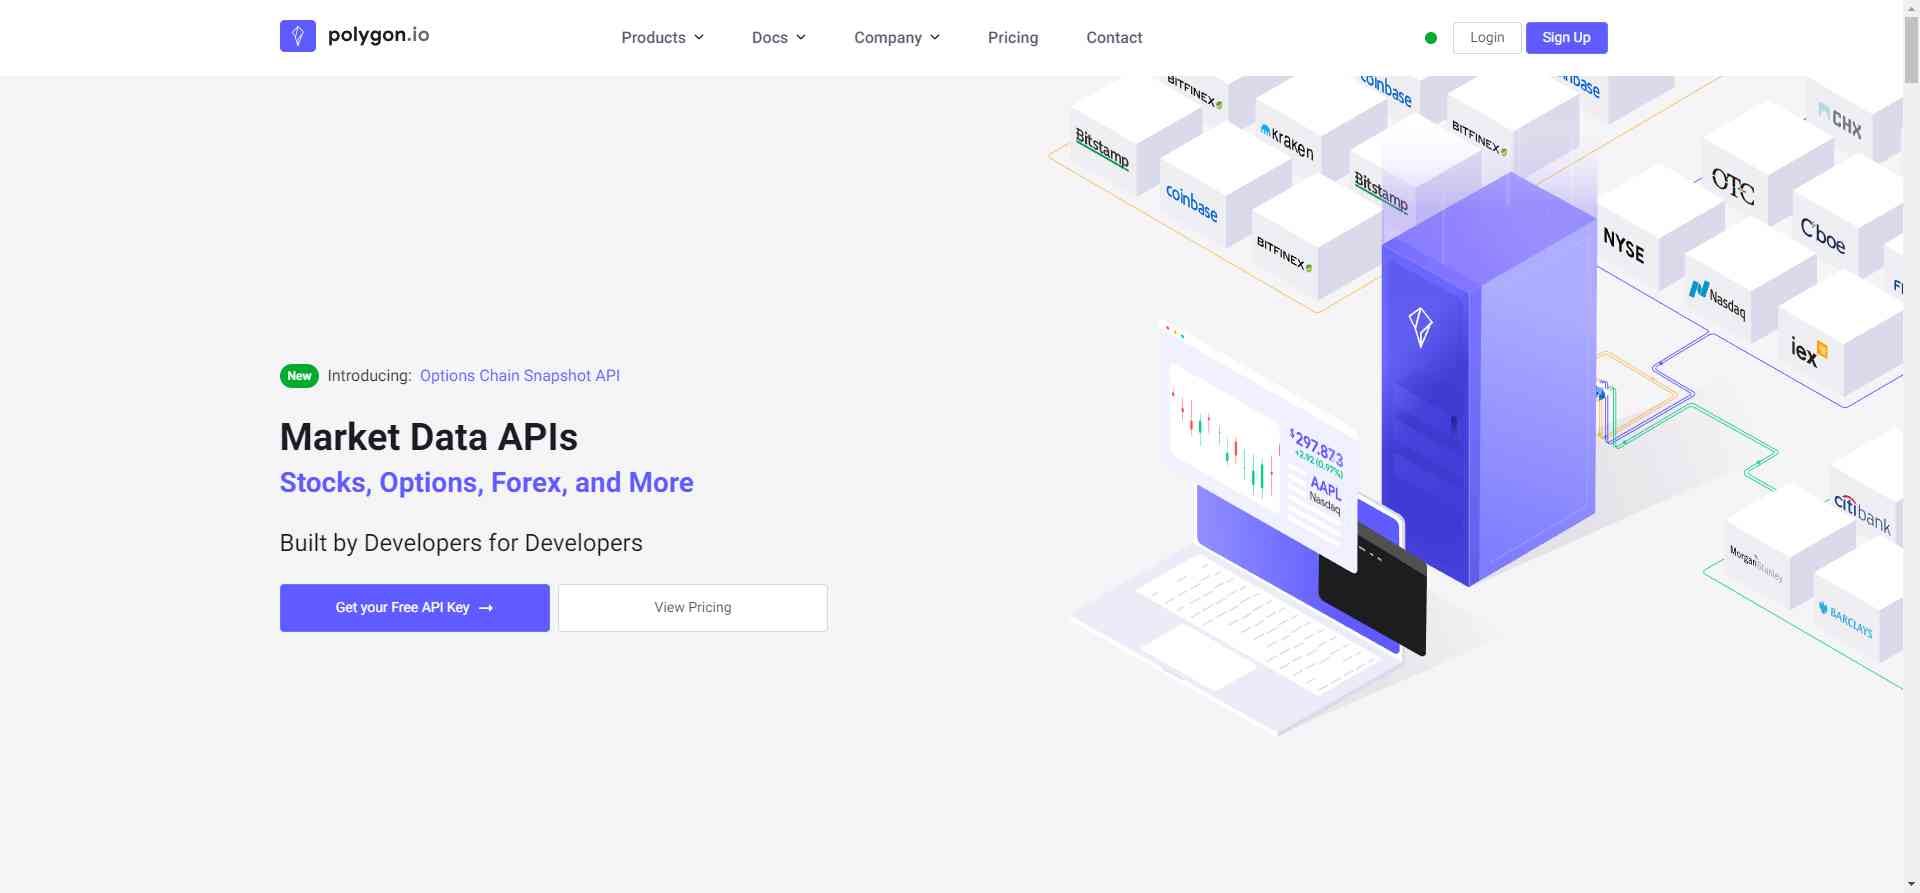 polygon.io
Products
Docs
Company
Pricing
Contact
Login
Sign Up
New Introducing: Options Chain Snapshot API
Market Data APIs
Stocks, Options, Forex, and More
Built by Developers for Developers
Get your Free API Key →
View Pricing
BITFINEX
coinbase
Bitstamp
Kraken
BITFINEX
coinbase
Bitstamp
BITFINEX
CHX
OTC
Cboe
NYSE
Nasdaq
iex
$297.873
+2.92 (0.97%)
AAPL
Nasdaq
citibank
Morgan Stanley
BARCLAYS